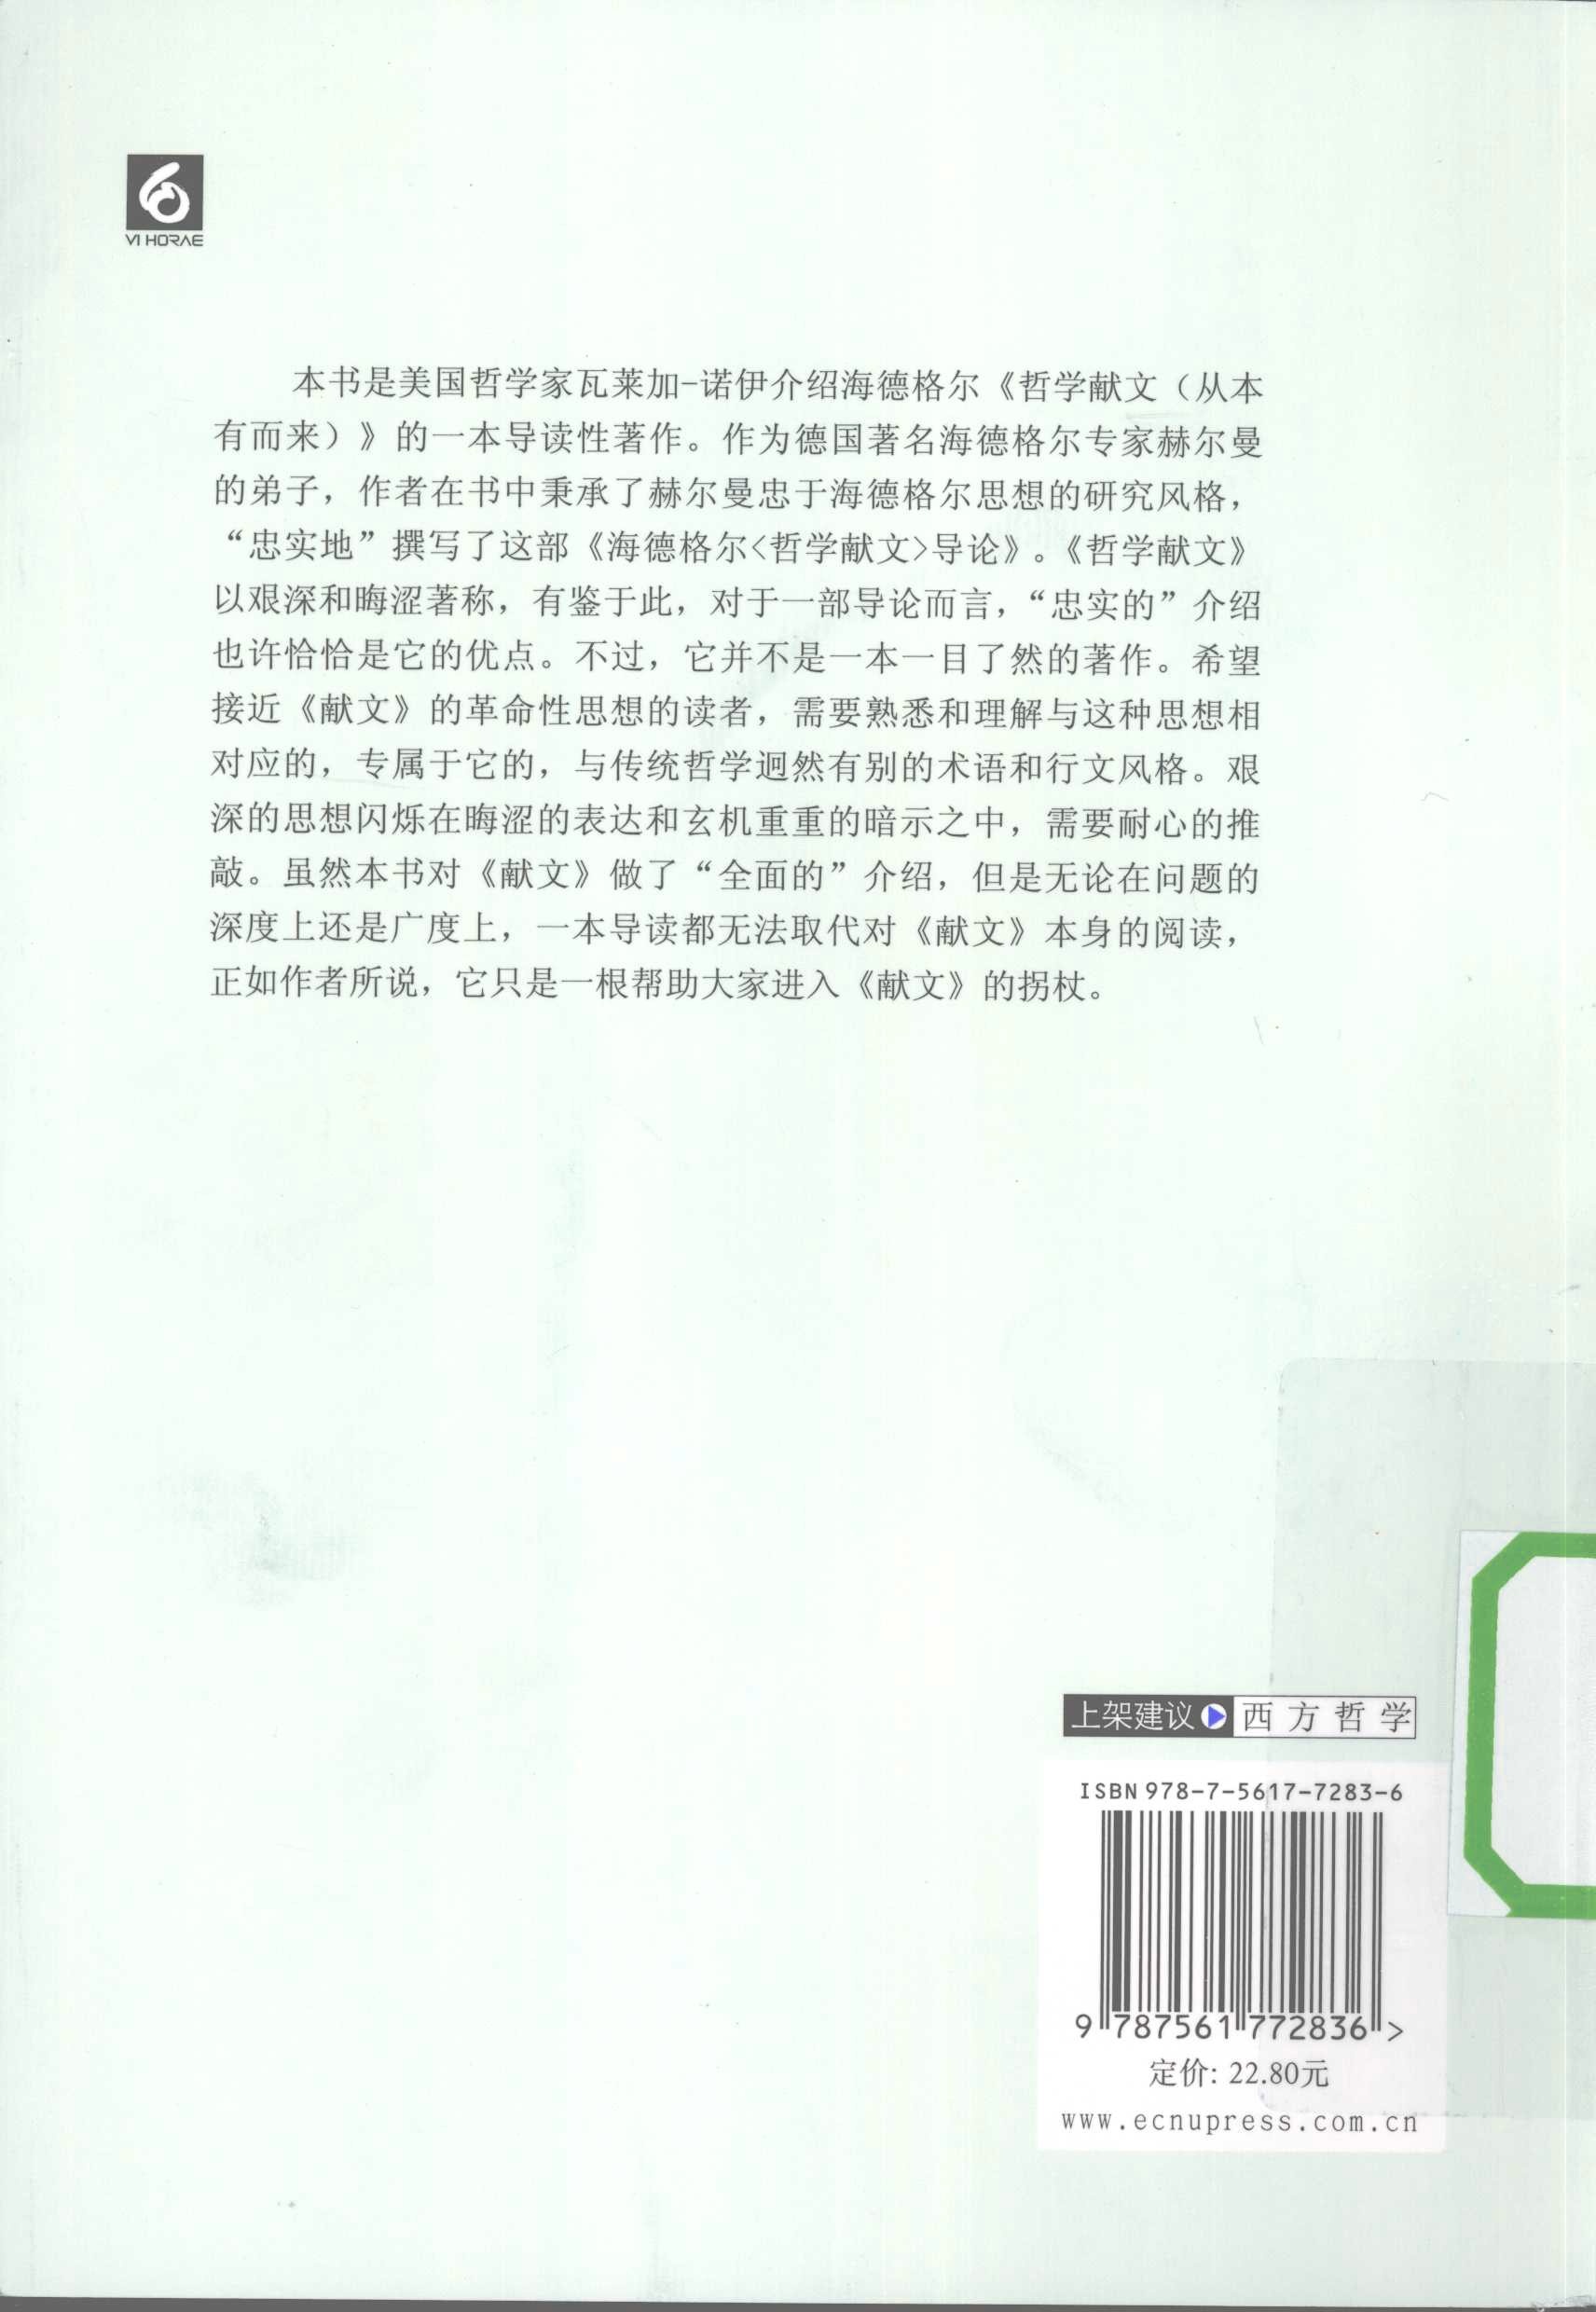 VI HORAE
本书是美国哲学家瓦莱加-诺伊介绍海德格尔《哲学献文（从本
有而来）》的一本导读性著作。作为德国著名海德格尔专家赫尔曼
的弟子，作者在书中秉承了赫尔曼忠于海德格尔思想的研究风格，
“忠实地”撰写了这部《海德格尔<哲学献文>导论》。《哲学献文》
以艰深和晦涩著称，有鉴于此，对于一部导论而言，“忠实的”介绍
也许恰恰是它的优点。不过，它并不是一本一目了然的著作。希望
接近《献文》的革命性思想的读者，需要熟悉和理解与这种思想相
对应的，专属于它的，与传统哲学迥然有别的术语和行文风格。艰
深的思想闪烁在晦涩的表达和玄机重重的暗示之中，需要耐心的推
敲。虽然本书对《献文》做了“全面的”介绍，但是无论在问题的
深度上还是广度上，一本导读都无法取代对《献文》本身的阅读，
正如作者所说，它只是一根帮助大家进入《献文》的拐杖。
上架建议 西方哲学
ISBN 978-7-5617-7283-6
9 787561 772836 >
定价: 22.80元
www.ecnupress.com.cn